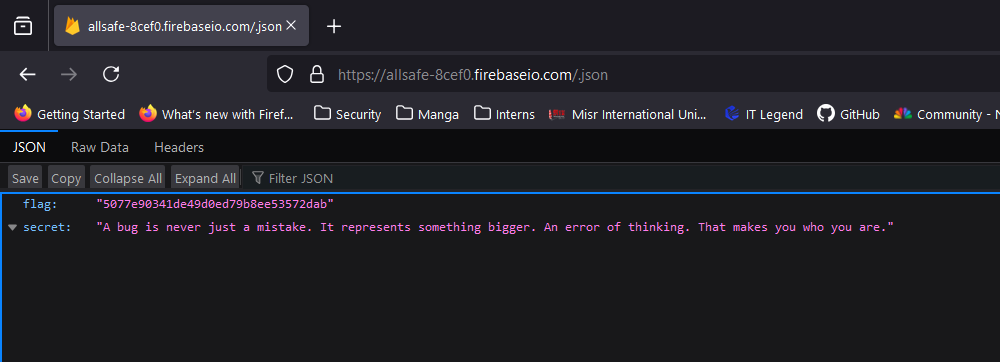 allsafe-8cef0.firebaseio.com/.json
https://allsafe-8cef0.firebaseio.com/.json
Getting Started What's new with Firef... Security Manga Interns Misr International Uni... IT Legend GitHub Community - N
JSON Raw Data Headers
Save Copy Collapse All Expand All Filter JSON
flag: "5077e90341de49d0ed79b8ee53572dab"
secret: "A bug is never just a mistake. It represents something bigger. An error of thinking. That makes you who you are."